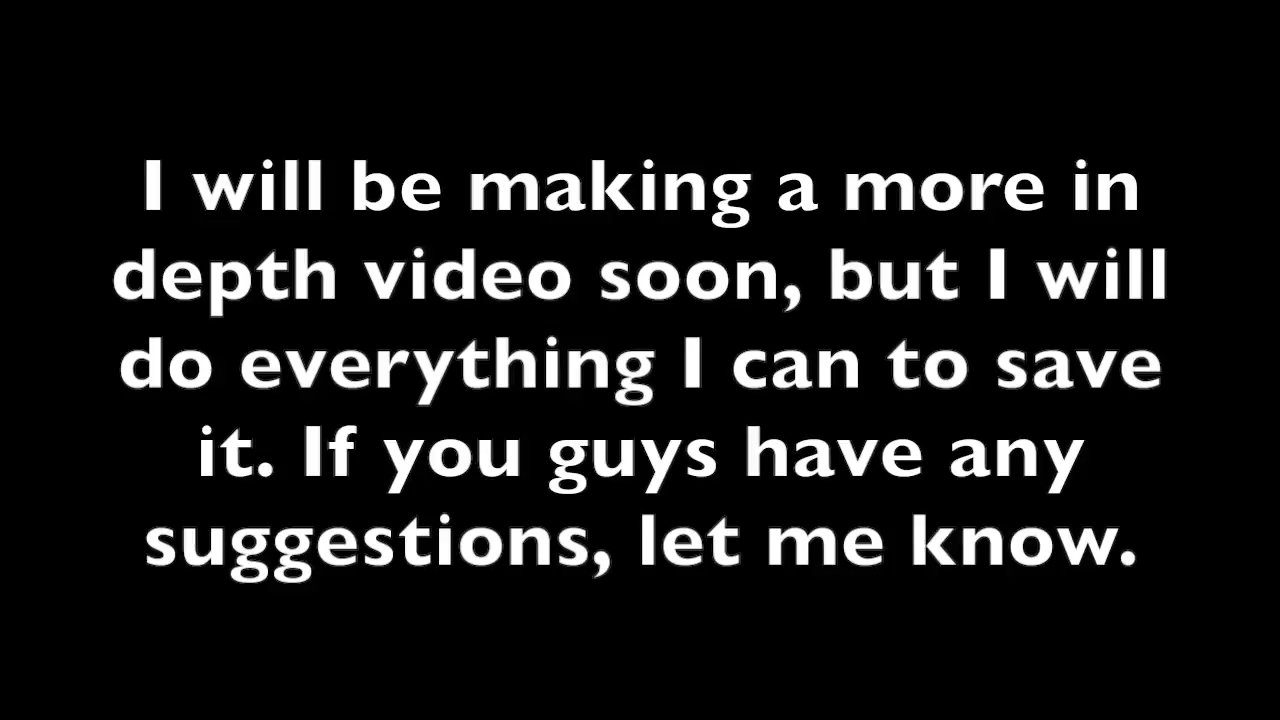 I will be making a more in
depth video soon, but I will
do everything I can to save
it. If you guys have any
suggestions, let me know.